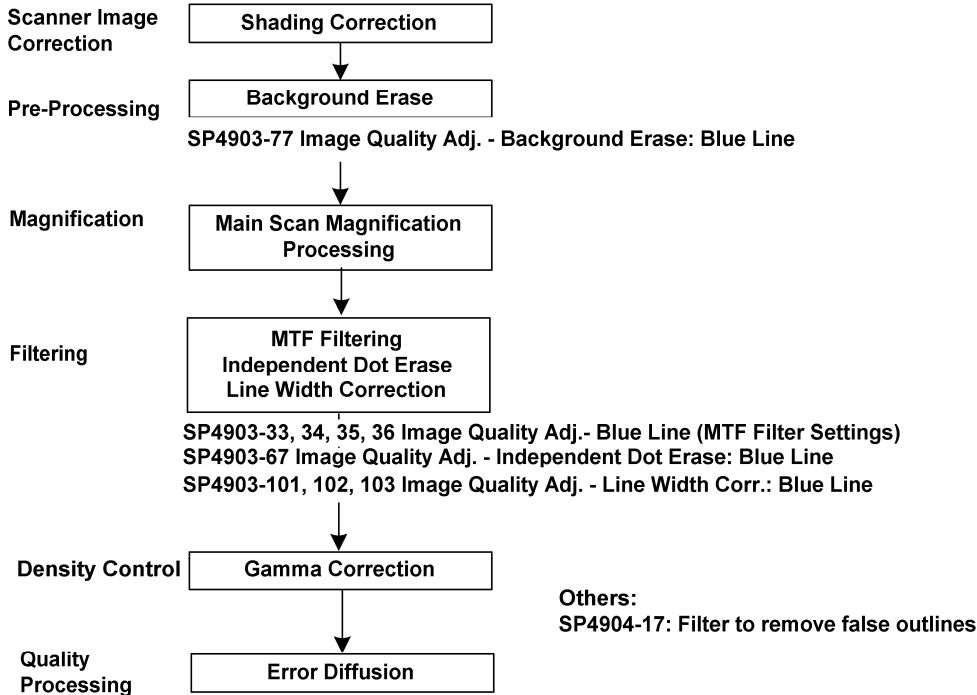 Scanner Image
Correction
Shading Correction
Pre-Processing
Background Erase
SP4903-77 Image Quality Adj. - Background Erase: Blue Line
Magnification
Main Scan Magnification
Processing
Filtering
MTF Filtering
Independent Dot Erase
Line Width Correction
SP4903-33, 34, 35, 36 Image Quality Adj.- Blue Line (MTF Filter Settings)
SP4903-67 Image Quality Adj. - Independent Dot Erase: Blue Line
SP4903-101, 102, 103 Image Quality Adj. - Line Width Corr.: Blue Line
Density Control
Gamma Correction
Others:
SP4904-17: Filter to remove false outlines
Quality
Processing
Error Diffusion